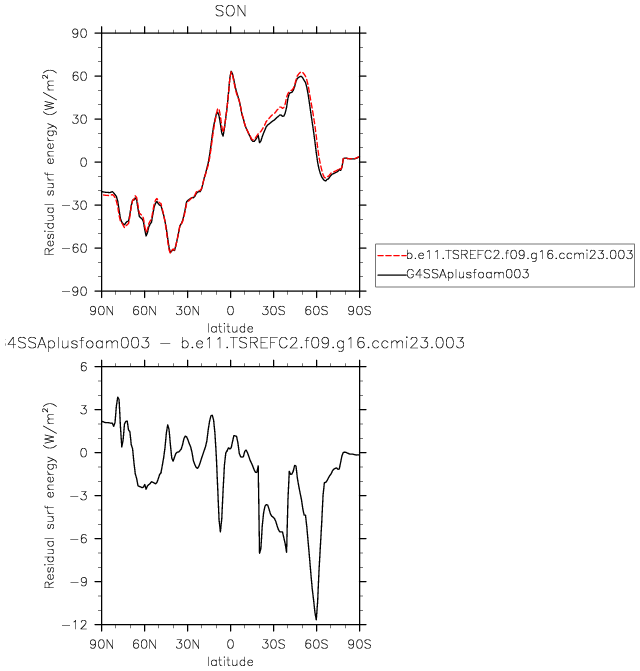 SON
90
60
30
0
−30
−60
−90
Residual surf energy (W/m²)
90N 60N 30N 0 30S 60S 90S
latitude
b.e11.TSREFC2.f09.g16.ccmi23.003
G4SSAplusfoam003
4SSAplusfoam003 − b.e11.TSREFC2.f09.g16.ccmi23.003
6
3
0
−3
−6
−9
−12
Residual surf energy (W/m²)
90N 60N 30N 0 30S 60S 90S
latitude